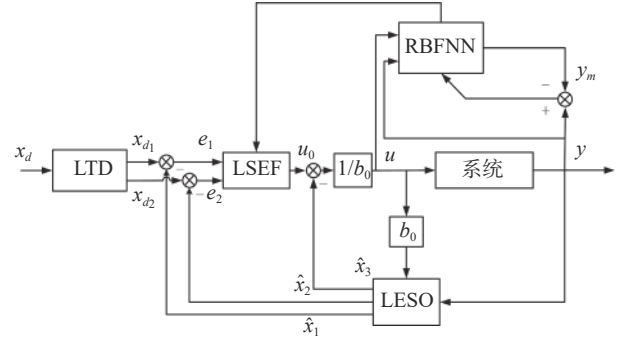 RBFNN
y_m
−
+
x_d
LTD
x_{d1}
e_1
−
x_{d2}
−
e_2
LSEF
u_0
−
1/b_0
u
系统
y
b_0
x̂_3
x̂_2
LESO
x̂_1